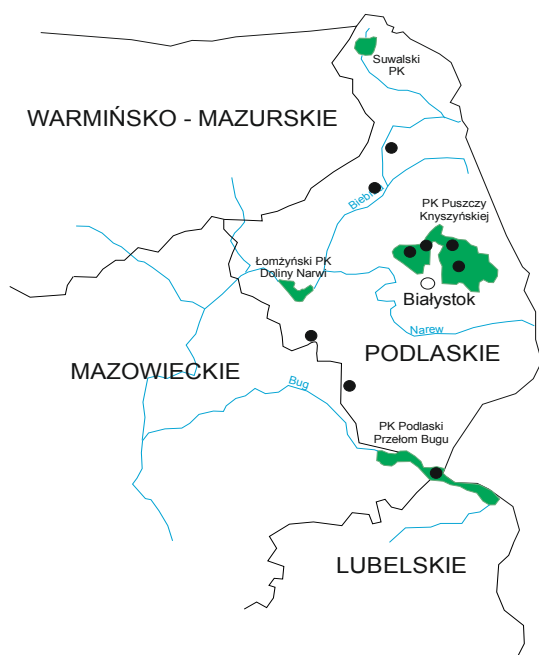 Suwalski
PK
WARMIŃSKO - MAZURSKIE
PK Puszczy
Knyszyńskiej
Łomżyński PK
Doliny Narwi
Białystok
Narew
PODLASKIE
MAZOWIECKIE
Bug
PK Podlaski
Przełom Bugu
LUBELSKIE